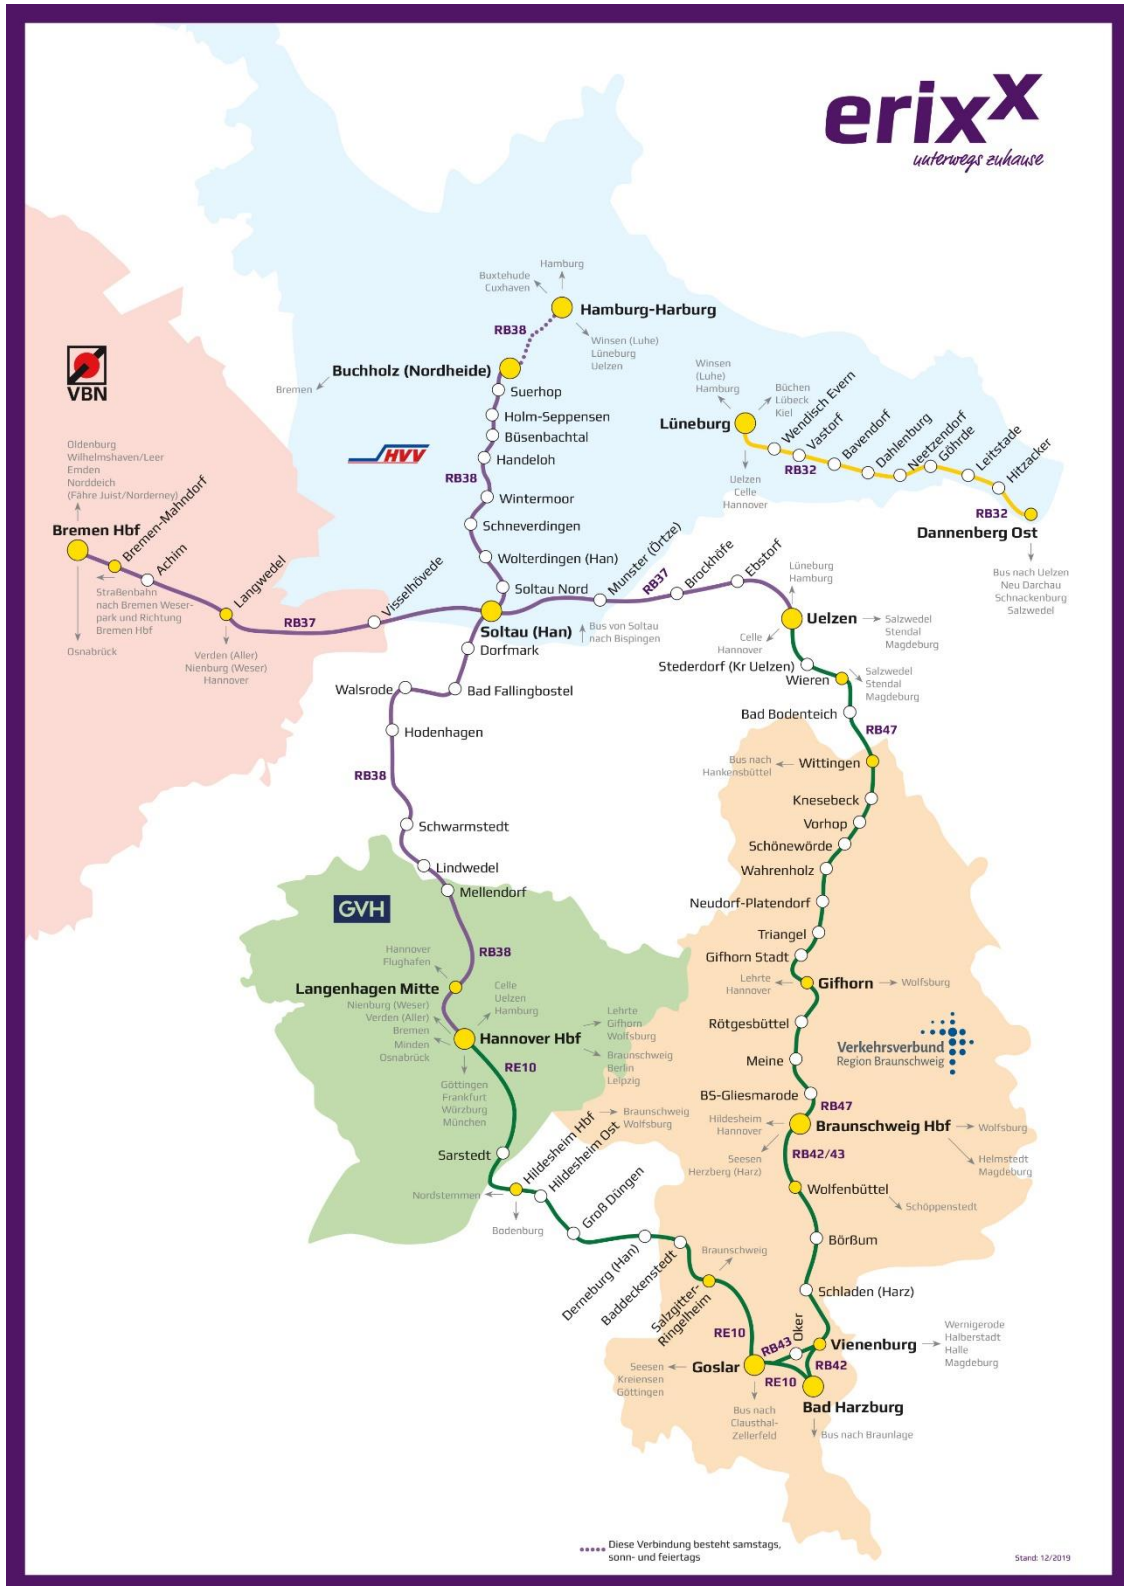 erixx
unterwegs zuhause
Hamburg
Buxtehude
Cuxhaven
Hamburg-Harburg
RB38
Winsen (Luhe)
Lüneburg
Uelzen
Buchholz (Nordheide)
Bremen
Suerhop
Holm-Seppensen
Büsenbachtal
HVV
Handeloh
RB38
Wintermoor
Schneverdingen
Wolterdingen (Han)
Soltau Nord
VBN
Oldenburg
Wilhelmshaven/Leer
Emden
Norddeich
(Fähre Juist/Norderney)
Bremen Hbf
Bremen-Mahndorf
Achim
Langwedel
Straßenbahn
nach Bremen Weser-
park und Richtung
Bremen Hbf
Osnabrück
Verden (Aller)
Nienburg (Weser)
Hannover
RB37
Visselhövede
Soltau (Han)
Bus von Soltau
nach Bispingen
Munster (Örtze)
RB37
Brockhöfe
Ebstorf
Winsen
(Luhe)
Hamburg
Büchen
Lübeck
Kiel
Lüneburg
Uelzen
Celle
Hannover
Wendisch Evern
Vastorf
RB32
Bavendorf
Dahlenburg
Neetzendorf
Göhrde
Leitstade
Hitzacker
RB32
Dannenberg Ost
Bus nach Uelzen
Neu Darchau
Schnackenburg
Salzwedel
Lüneburg
Hamburg
Uelzen
Salzwedel
Stendal
Magdeburg
Celle
Hannover
Stederdorf (Kr Uelzen)
Wieren
Salzwedel
Stendal
Magdeburg
Bad Bodenteich
RB47
Bus nach
Hankensbüttel
Wittingen
Knesebeck
Vorhop
Schönewörde
Wahrenholz
Neudorf-Platendorf
Triangel
Gifhorn Stadt
Lehrte
Hannover
Gifhorn
Wolfsburg
Rötgesbüttel
Meine
Verkehrsverbund
Region Braunschweig
BS-Gliesmarode
RB47
Hildesheim
Hannover
Braunschweig Hbf
Wolfsburg
Seesen
Herzberg (Harz)
Helmstedt
Magdeburg
RB42/43
Wolfenbüttel
Schöppenstedt
Börßum
Schladen (Harz)
Dorfmark
Walsrode
Bad Fallingbostel
Hodenhagen
RB38
Schwarmstedt
Lindwedel
Mellendorf
GVH
RB38
Hannover
Flughafen
Langenhagen Mitte
Nienburg (Weser)
Verden (Aller)
Bremen
Minden
Osnabrück
Celle
Uelzen
Hamburg
Hannover Hbf
Lehrte
Gifhorn
Wolfsburg
Braunschweig
Berlin
Leipzig
RE10
Göttingen
Frankfurt
Würzburg
München
Sarstedt
Nordstemmen
Hildesheim Hbf
Braunschweig
Wolfsburg
Hildesheim Ost
Bodenburg
Groß Düngen
Derneburg (Han)
Baddeckenstedt
Salzgitter-
Ringelheim
Braunschweig
RE10
RB43
Oker
Vienenburg
Wernigerode
Halberstadt
Halle
Magdeburg
RB42
Seesen
Kreiensen
Göttingen
Goslar
RE10
Bad Harzburg
Bus nach
Clausthal-
Zellerfeld
Bus nach Braunlage
Diese Verbindung besteht samstags,
sonn- und feiertags
Stand: 12/2019